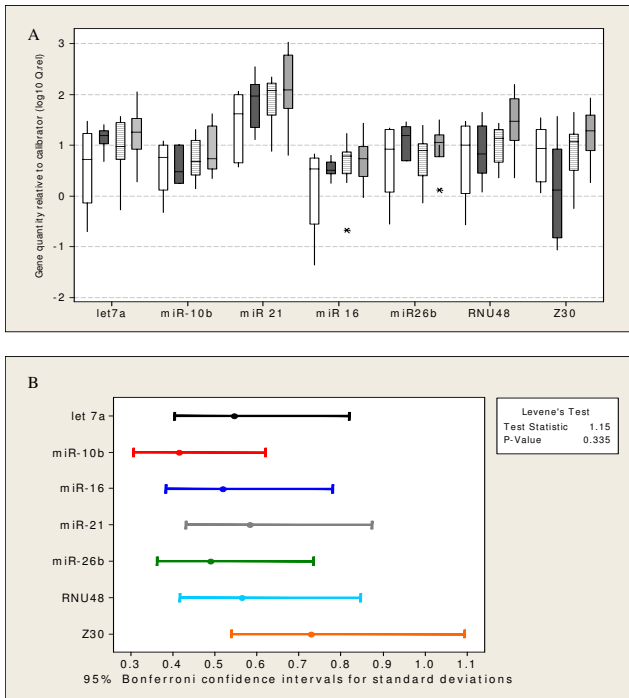 A
Gene quantity relative to calibrator (log10 Q.rel)
3
2
1
0
-1
-2
let7a
miR-10b
miR 21
miR 16
miR26b
RNU48
Z30
B
let 7a
miR-10b
miR-16
miR-21
miR-26b
RNU48
Z30
0.3 0.4 0.5 0.6 0.7 0.8 0.9 1.0 1.1
95% Bonferroni confidence intervals for standard deviations
Levene's Test
Test Statistic 1.15
P-Value 0.335